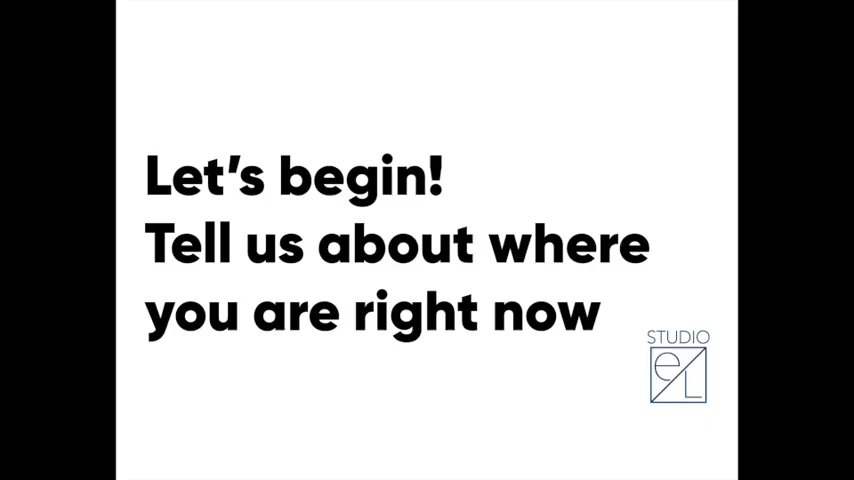 Let's begin!
Tell us about where
you are right now
STUDIO
eL